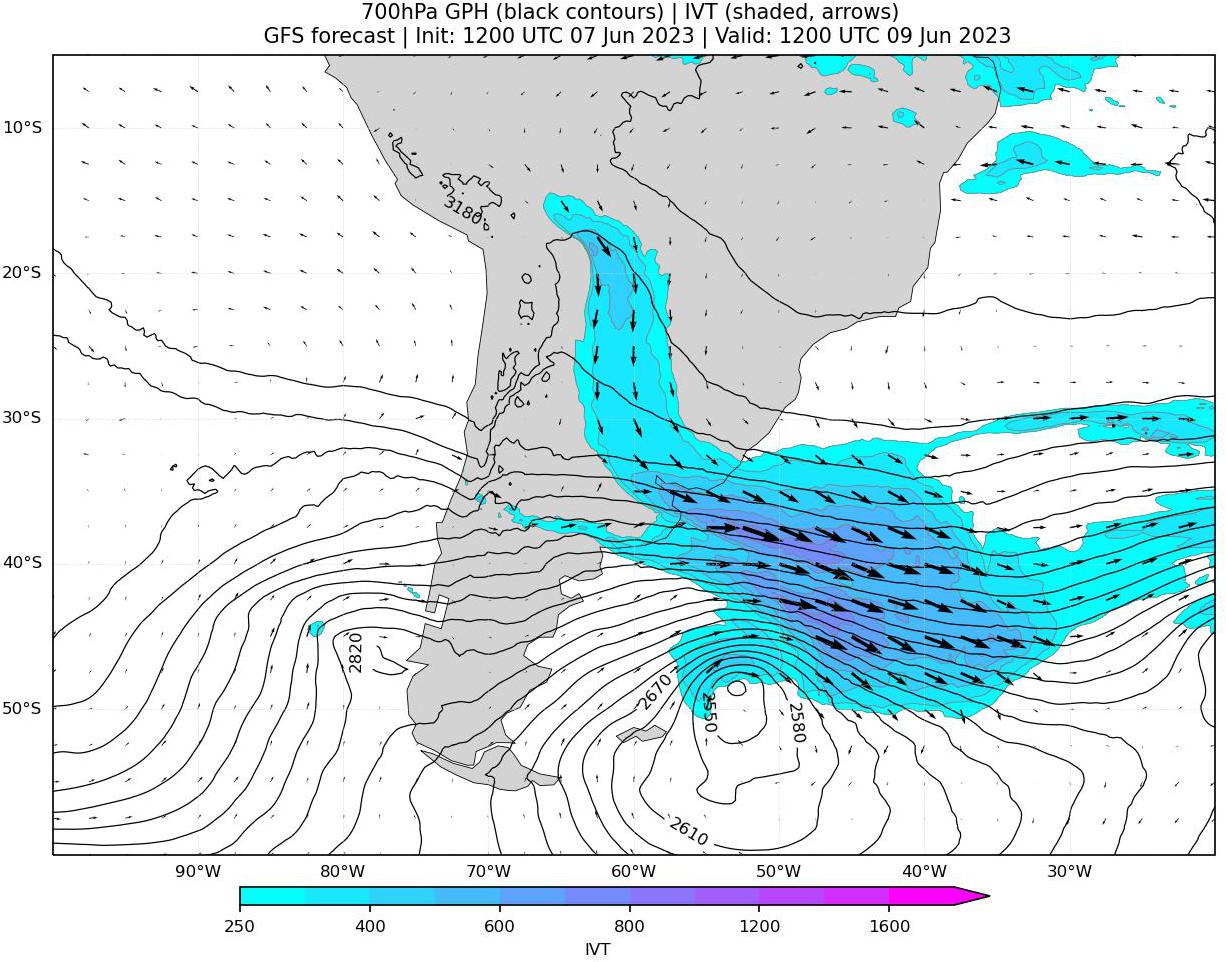 700hPa GPH (black contours) | IVT (shaded, arrows)
GFS forecast | Init: 1200 UTC 07 Jun 2023 | Valid: 1200 UTC 09 Jun 2023
10°S
3180
20°S
30°S
40°S
2820
2670
50°S
2550
2580
2610
90°W 80°W 70°W 60°W 50°W 40°W 30°W
250 400 600 800 1200 1600
IVT